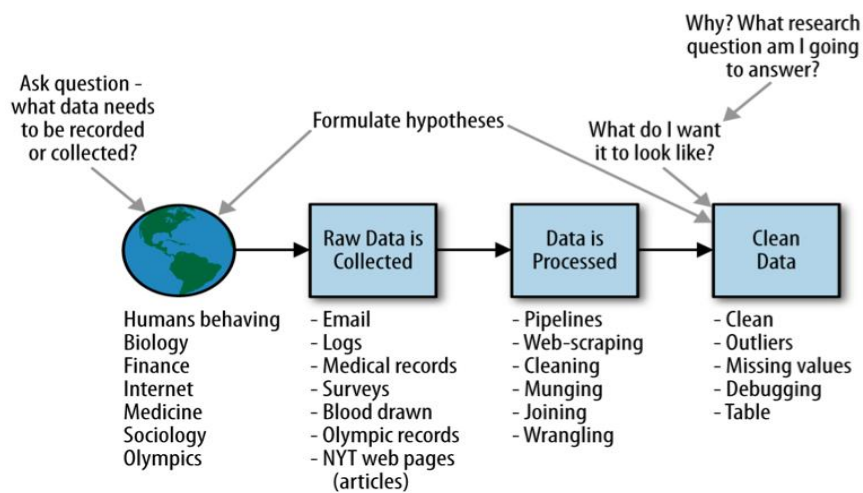 Why? What research
question am I going
to answer?
Ask question -
what data needs
to be recorded
or collected?
Formulate hypotheses
What do I want
it to look like?
Raw Data is
Collected
Data is
Processed
Clean
Data
Humans behaving
Biology
Finance
Internet
Medicine
Sociology
Olympics
- Email
- Logs
- Medical records
- Surveys
- Blood drawn
- Olympic records
- NYT web pages
(articles)
- Pipelines
- Web-scraping
- Cleaning
- Munging
- Joining
- Wrangling
- Clean
- Outliers
- Missing values
- Debugging
- Table